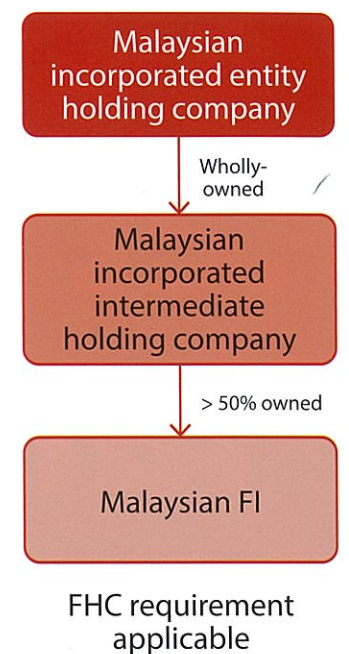 Malaysian
incorporated entity
holding company
Wholly-
owned
Malaysian
incorporated
intermediate
holding company
> 50% owned
Malaysian FI
FHC requirement
applicable